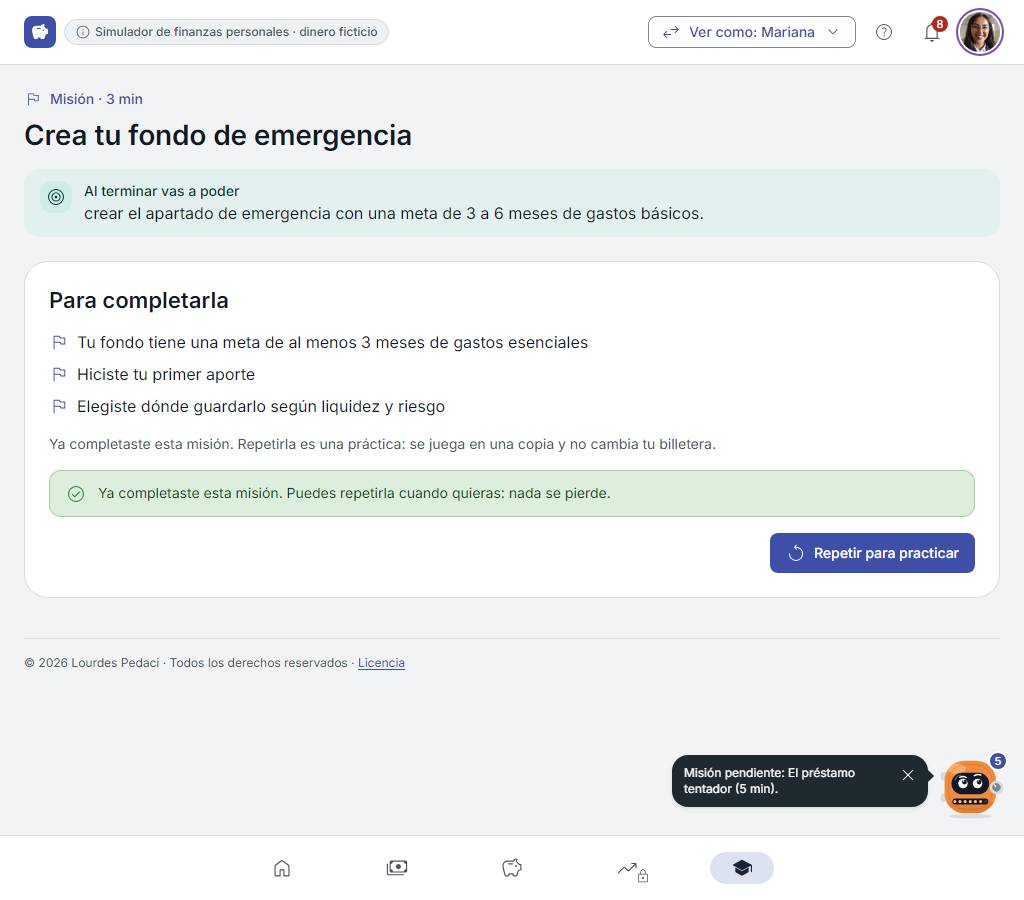 Simulador de finanzas personales · dinero ficticio
Ver como: Mariana
8
Misión · 3 min
Crea tu fondo de emergencia
Al terminar vas a poder
crear el apartado de emergencia con una meta de 3 a 6 meses de gastos básicos.
Para completarla
Tu fondo tiene una meta de al menos 3 meses de gastos esenciales
Hiciste tu primer aporte
Elegiste dónde guardarlo según liquidez y riesgo
Ya completaste esta misión. Repetirla es una práctica: se juega en una copia y no cambia tu billetera.
Ya completaste esta misión. Puedes repetirla cuando quieras: nada se pierde.
Repetir para practicar
© 2026 Lourdes Pedaci · Todos los derechos reservados · Licencia
Misión pendiente: El préstamo
tentador (5 min).
5